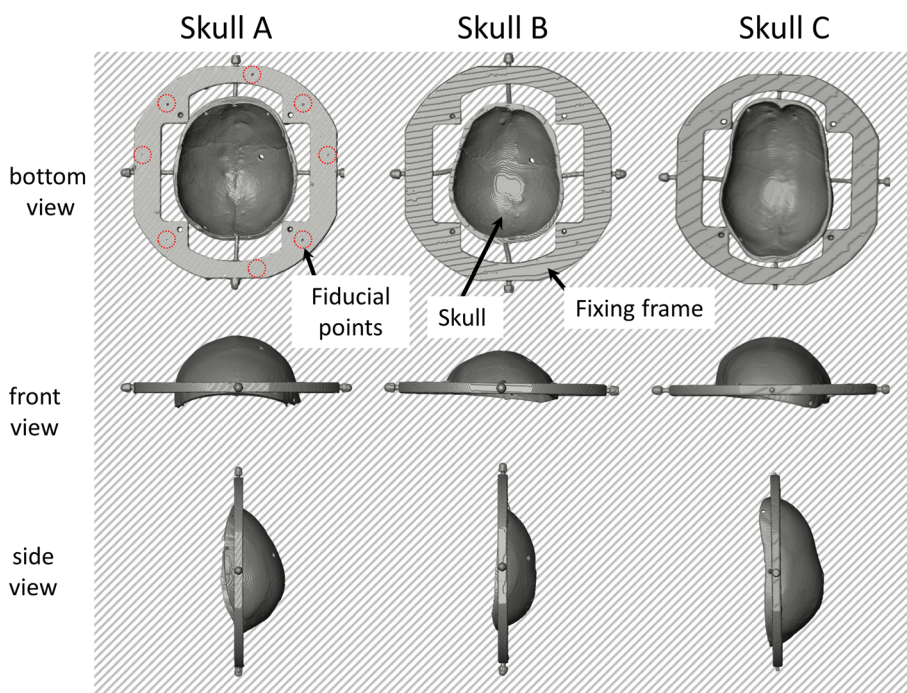 Skull A
Skull B
Skull C
bottom
view
Fiducial
points
Skull
Fixing frame
front
view
side
view